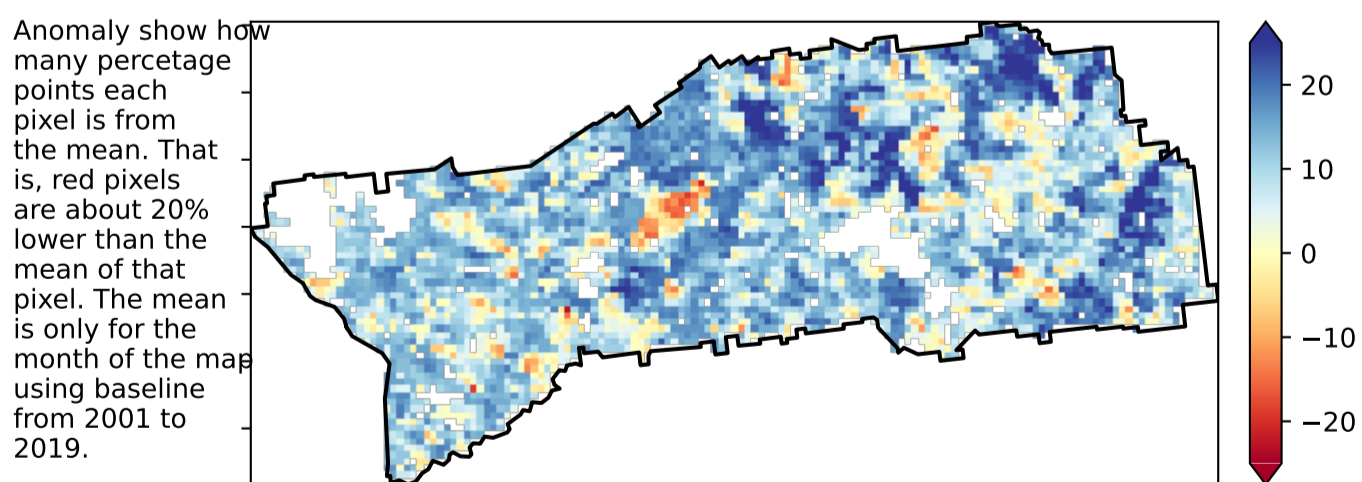 Anomaly show how
many percetage
points each
pixel is from
the mean. That
is, red pixels
are about 20%
lower than the
mean of that
pixel. The mean
is only for the
month of the map
using baseline
from 2001 to
2019.
20
10
0
−10
−20